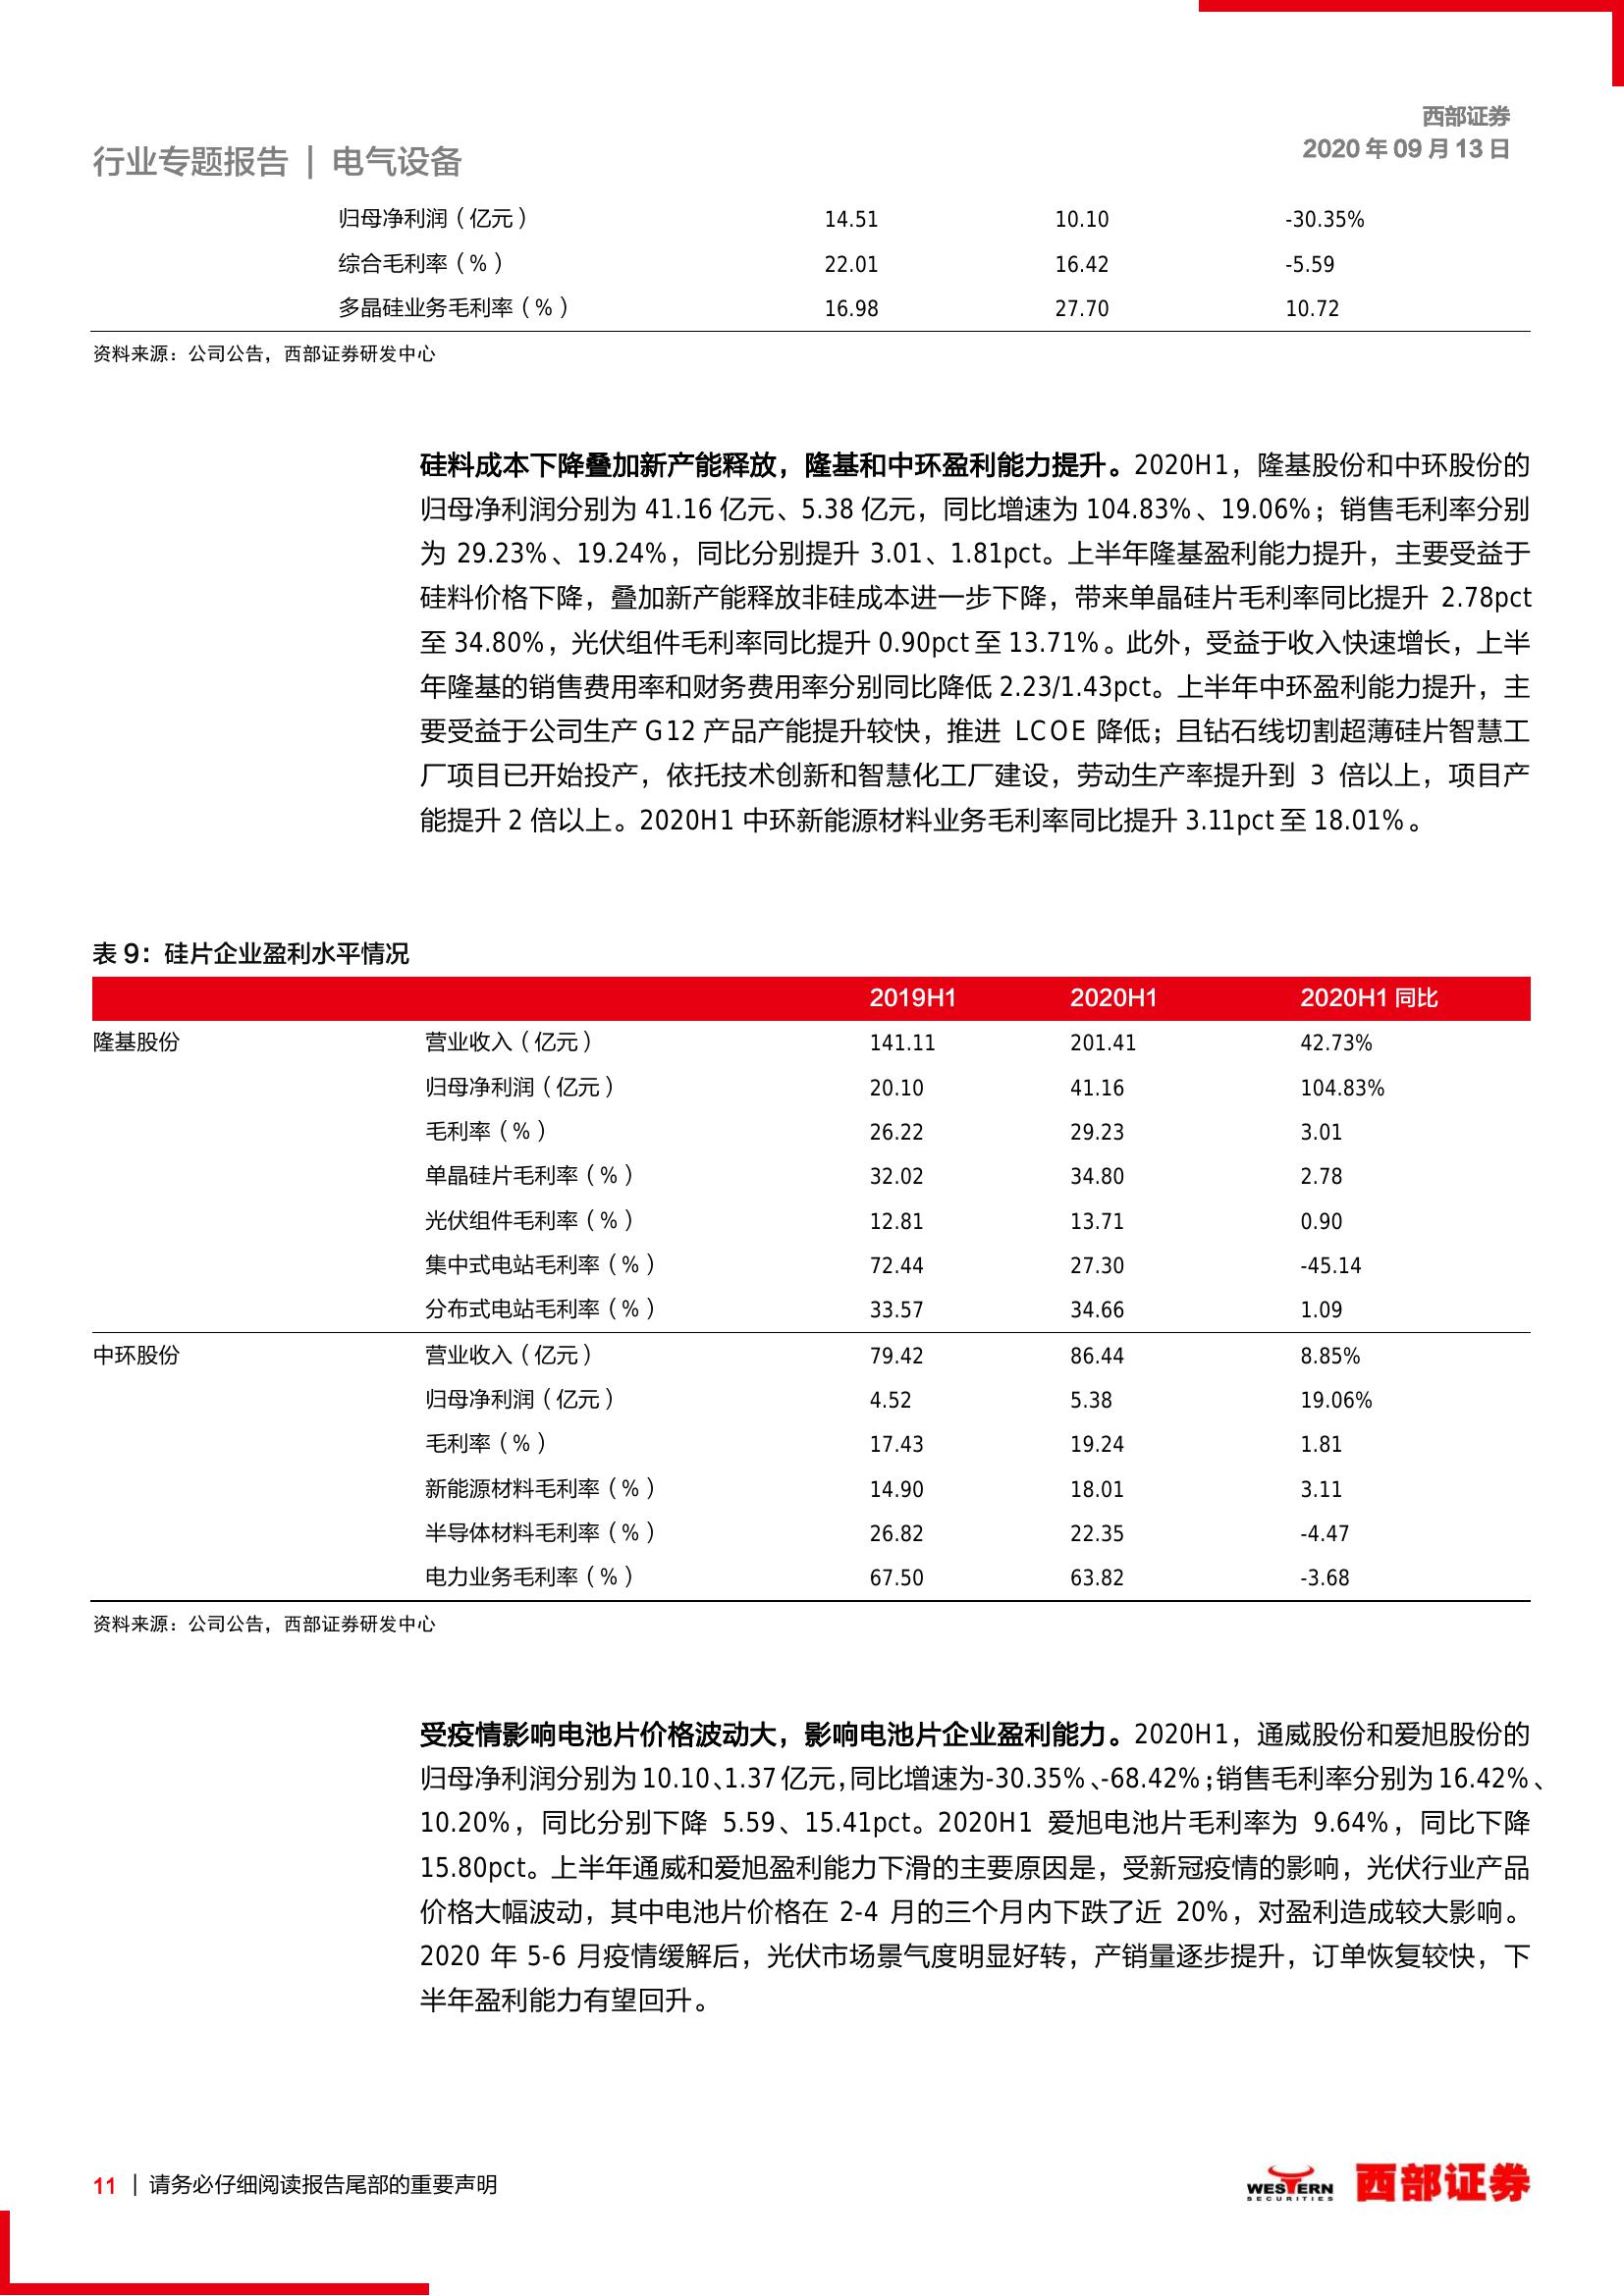 西部证券
2020 年 09 月 13 日
行业专题报告 | 电气设备
归母净利润（亿元） 14.51 10.10 -30.35%
综合毛利率（%） 22.01 16.42 -5.59
多晶硅业务毛利率（%） 16.98 27.70 10.72
资料来源：公司公告，西部证券研发中心
硅料成本下降叠加新产能释放，隆基和中环盈利能力提升。2020H1，隆基股份和中环股份的
归母净利润分别为 41.16 亿元、5.38 亿元，同比增速为 104.83%、19.06%；销售毛利率分别
为 29.23%、19.24%，同比分别提升 3.01、1.81pct。上半年隆基盈利能力提升，主要受益于
硅料价格下降，叠加新产能释放非硅成本进一步下降，带来单晶硅片毛利率同比提升 2.78pct
至 34.80%，光伏组件毛利率同比提升 0.90pct 至 13.71%。此外，受益于收入快速增长，上半
年隆基的销售费用率和财务费用率分别同比降低 2.23/1.43pct。上半年中环盈利能力提升，主
要受益于公司生产 G12 产品产能提升较快，推进 LCOE 降低；且钻石线切割超薄硅片智慧工
厂项目已开始投产，依托技术创新和智慧化工厂建设，劳动生产率提升到 3 倍以上，项目产
能提升 2 倍以上。2020H1 中环新能源材料业务毛利率同比提升 3.11pct 至 18.01%。
表 9：硅片企业盈利水平情况
2019H1 2020H1 2020H1 同比
隆基股份 营业收入（亿元） 141.11 201.41 42.73%
归母净利润（亿元） 20.10 41.16 104.83%
毛利率（%） 26.22 29.23 3.01
单晶硅片毛利率（%） 32.02 34.80 2.78
光伏组件毛利率（%） 12.81 13.71 0.90
集中式电站毛利率（%） 72.44 27.30 -45.14
分布式电站毛利率（%） 33.57 34.66 1.09
中环股份 营业收入（亿元） 79.42 86.44 8.85%
归母净利润（亿元） 4.52 5.38 19.06%
毛利率（%） 17.43 19.24 1.81
新能源材料毛利率（%） 14.90 18.01 3.11
半导体材料毛利率（%） 26.82 22.35 -4.47
电力业务毛利率（%） 67.50 63.82 -3.68
资料来源：公司公告，西部证券研发中心
受疫情影响电池片价格波动大，影响电池片企业盈利能力。2020H1，通威股份和爱旭股份的
归母净利润分别为 10.10、1.37 亿元，同比增速为-30.35%、-68.42%；销售毛利率分别为 16.42%、
10.20%，同比分别下降 5.59、15.41pct。2020H1 爱旭电池片毛利率为 9.64%，同比下降
15.80pct。上半年通威和爱旭盈利能力下滑的主要原因是，受新冠疫情的影响，光伏行业产品
价格大幅波动，其中电池片价格在 2-4 月的三个月内下跌了近 20%，对盈利造成较大影响。
2020 年 5-6 月疫情缓解后，光伏市场景气度明显好转，产销量逐步提升，订单恢复较快，下
半年盈利能力有望回升。
11 | 请务必仔细阅读报告尾部的重要声明
WESTERN
SECURITIES
西部证券